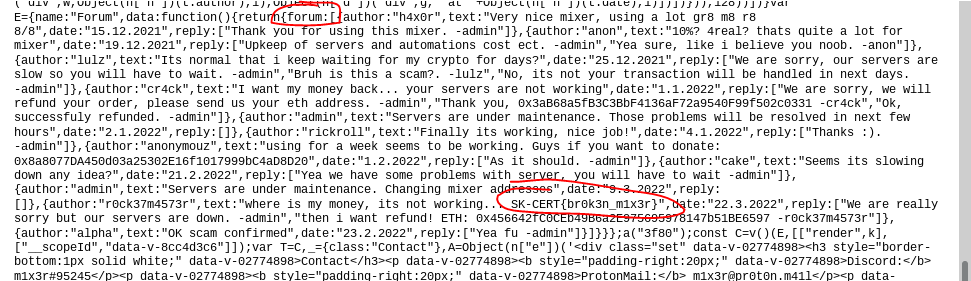 E={name:"Forum",data:function(){return{forum:[{author:"h4x0r",text:"Very nice mixer, using a lot gr8 m8 r8
8/8",date:"15.12.2021",reply:["Thank you for using this mixer. -admin"]},{author:"anon",text:"10%? 4real? thats quite a lot for
mixer",date:"19.12.2021",reply:["Upkeep of servers and automations cost ect. -admin","Yea sure, like i believe you noob. -anon"]},
{author:"lulz",text:"Its normal that i keep waiting for my crypto for days?",date:"25.12.2021",reply:["We are sorry, our servers are
slow so you will have to wait. -admin","Bruh is this a scam?. -lulz","No, its not your transaction will be handled in next days.
-admin"]},{author:"cr4ck",text:"I want my money back... your servers are not working",date:"1.1.2022",reply:["We are sorry, we will
refund your order, please send us your eth address. -admin","Thank you, 0x3aB68a5fB3C3BbF4136aF72a9540F99f502c0331 -cr4ck","Ok,
successfuly refunded. -admin"]},{author:"admin",text:"Servers are under maintenance. Those problems will be resolved in next few
hours",date:"2.1.2022",reply:[]},{author:"rickroll",text:"Finally its working, nice job!",date:"4.1.2022",reply:["Thanks :).
-admin"]},{author:"anonymouz",text:"using for a week seems to be working. Guys if you want to donate:
0x8a8077DA450d03a25302E16f1017999bC4aD8D20",date:"1.2.2022",reply:["As it should. -admin"]},{author:"cake",text:"Seems its slowing
down any idea?",date:"21.2.2022",reply:["Yea we have some problems with server, you will have to wait -admin"]},
{author:"admin",text:"Servers are under maintenance. Changing mixer addresses",date:"9.3.2022",reply:
[]},{author:"r0ck37m4573r",text:"where is my money, its not working... SK-CERT{br0k3n_m1x3r}",date:"22.3.2022",reply:["We are really
sorry but our servers are down. -admin","then i want refund! ETH: -r0ck37m4573r"]},
{author:"alpha",text:"OK scam confirmed",date:"23.2.2022",reply:["Yea fu -admin"]}]}}};a("3f80");const C=v()(E,[["render",k],
["__scopeId","data-v-8cc4d3c6"]]);var T=C,_={class:"Contact"},A=Object(n["e"])('<div class="set" data-v-02774898><h3 style="border-
bottom:1px solid white;" data-v-02774898>Contact</h3><p data-v-02774898><b style="padding-right:20px;" data-v-02774898>Discord:</b>
m1x3r#95245</p><p data-v-02774898><b style="padding-right:20px;" data-v-02774898>ProtonMail:</b> m1x3r@pr0t0n.m41l</p><p data-